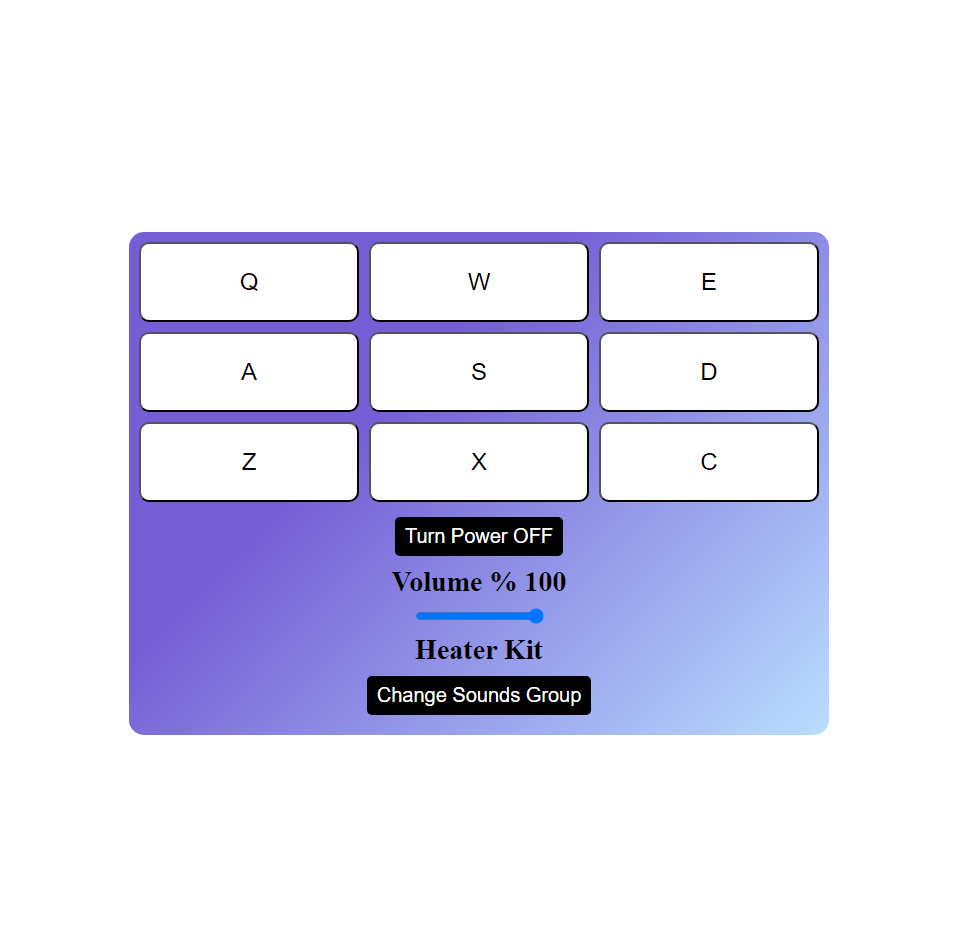 Q W E
A S D
Z X C
Turn Power OFF
Volume % 100
Heater Kit
Change Sounds Group